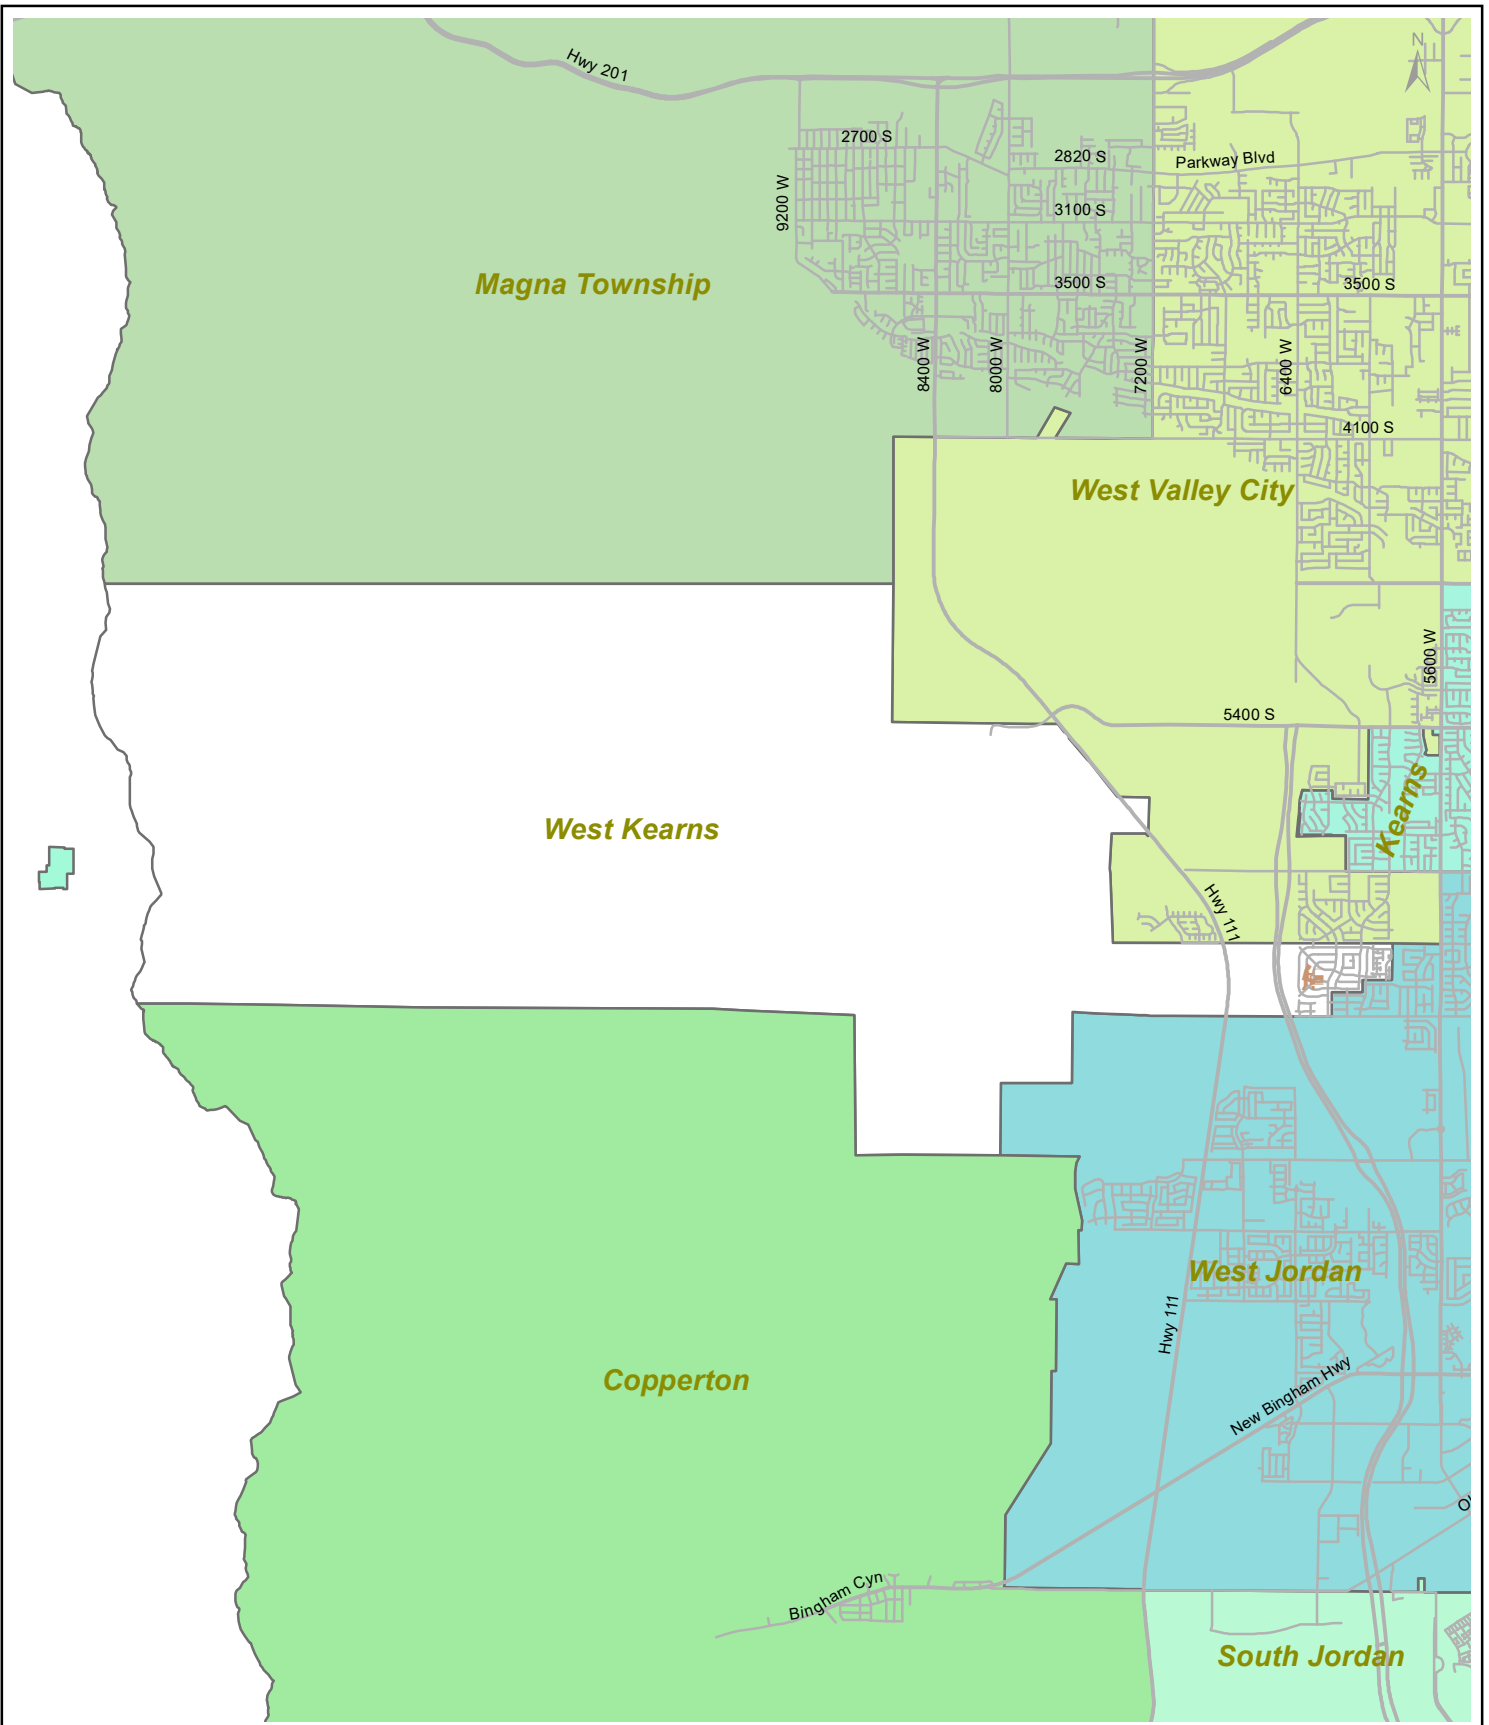 N
Hwy 201
2700 S
2820 S
Parkway Blvd
9200 W
3100 S
Magna Township
3500 S
3500 S
8400 W
8000 W
7200 W
6400 W
4100 S
West Valley City
5600 W
5400 S
Kearns
West Kearns
Hwy 111
West Jordan
Hwy 111
Copperton
New Bingham Hwy
Bingham Cyn
South Jordan